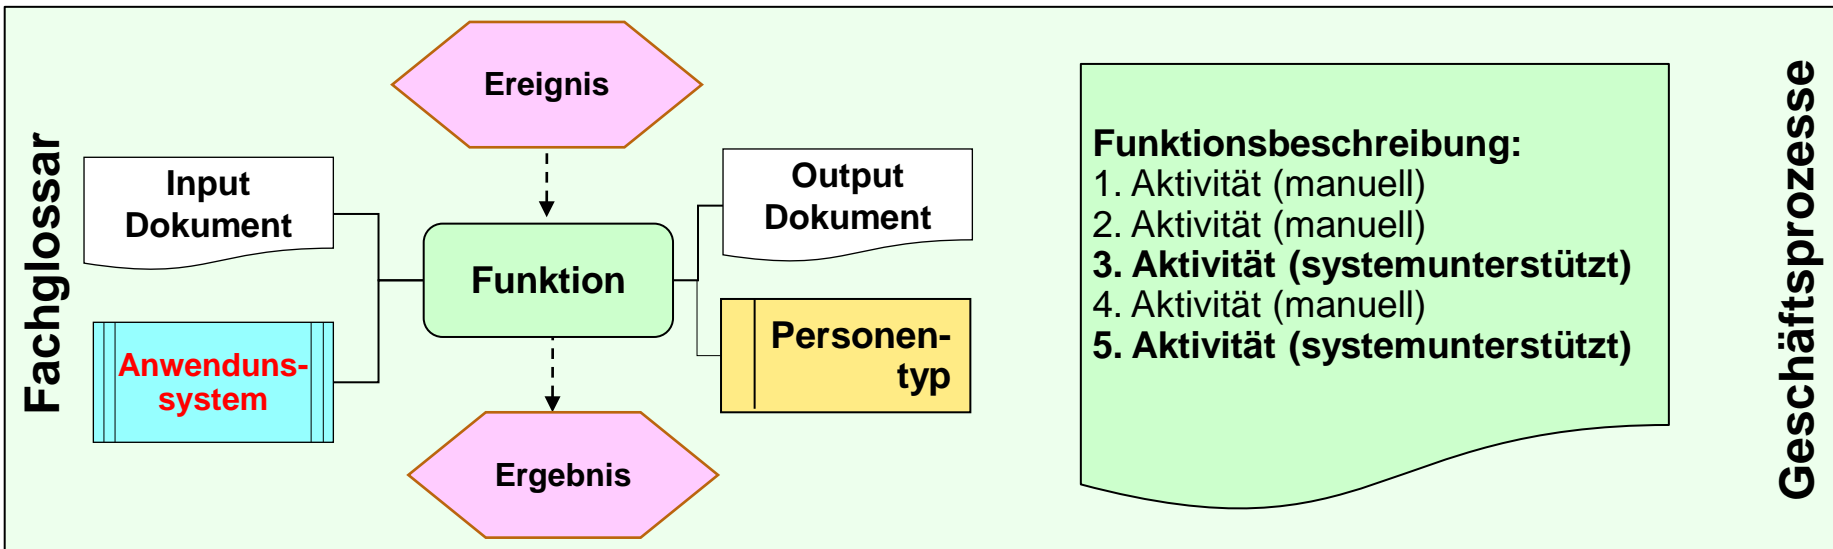 Fachglossar
Ereignis
Input
Dokument
Output
Dokument
Funktion
Anwenduns-
system
Personen-
typ
Ergebnis
Funktionsbeschreibung:
1. Aktivität (manuell)
2. Aktivität (manuell)
3. Aktivität (systemunterstützt)
4. Aktivität (manuell)
5. Aktivität (systemunterstützt)
Geschäftsprozesse